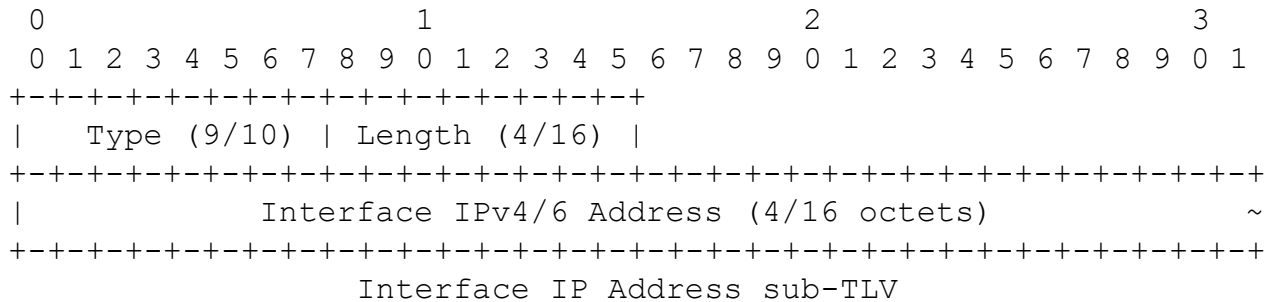 0                   1                   2                   3
 0 1 2 3 4 5 6 7 8 9 0 1 2 3 4 5 6 7 8 9 0 1 2 3 4 5 6 7 8 9 0 1
+-+-+-+-+-+-+-+-+-+-+-+-+-+-+-+-+
|   Type (9/10) | Length (4/16) |
+-+-+-+-+-+-+-+-+-+-+-+-+-+-+-+-+-+-+-+-+-+-+-+-+-+-+-+-+-+-+-+-+
|            Interface IPv4/6 Address (4/16 octets)             ~
+-+-+-+-+-+-+-+-+-+-+-+-+-+-+-+-+-+-+-+-+-+-+-+-+-+-+-+-+-+-+-+-+
                  Interface IP Address sub-TLV